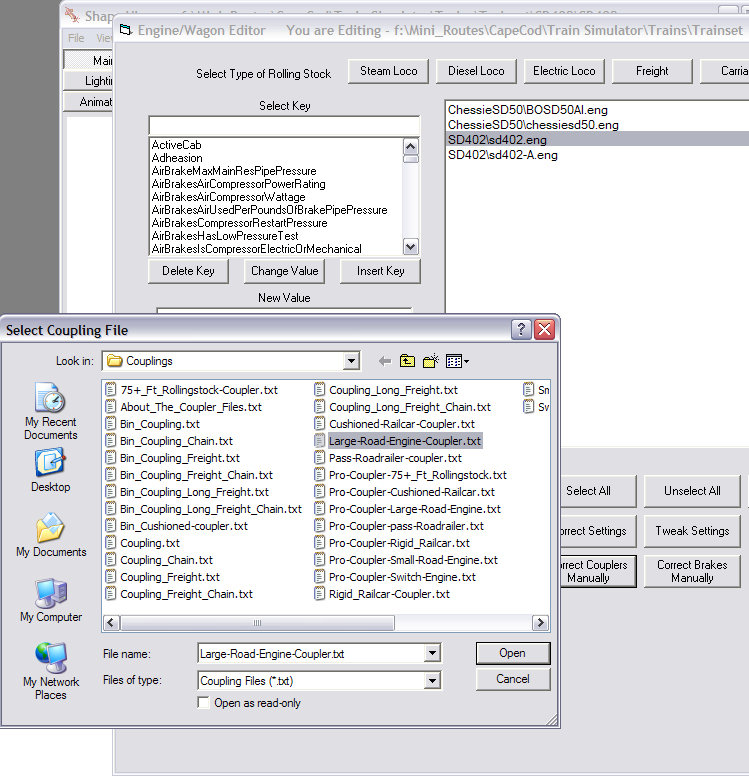 Engine/Wagon Editor You are Editing - f:\Mini_Routes\CapeCod\Train Simulator\Trains\Trainset
File Vie
Mai
Lighti
Animat
Select Type of Rolling Stock
Steam Loco
Diesel Loco
Electric Loco
Freight
Carria
Select Key
ActiveCab
Adheasion
AirBrakeMaxMainResPipePressure
AirBrakesAirCompressorPowerRating
AirBrakesAirCompressorWattage
AirBrakesAirUsedPerPoundsOfBrakePipePressure
AirBrakesCompressorRestartPressure
AirBrakesHasLowPressureTest
AirBrakesIsCompressorElectricOrMechanical
ChessieSD50\BOSD50AI.eng
ChessieSD50\chessiesd50.eng
SD402\sd402.eng
SD402\sd402-A.eng
Delete Key
Change Value
Insert Key
New Value
Select Coupling File
Look in:
Couplings
My Recent
Documents
Desktop
My Documents
My Computer
My Network
Places
75+_Ft_Rollingstock-Coupler.txt
About_The_Coupler_Files.txt
Bin_Coupling.txt
Bin_Coupling_Chain.txt
Bin_Coupling_Freight.txt
Bin_Coupling_Freight_Chain.txt
Bin_Coupling_Long_Freight.txt
Bin_Coupling_Long_Freight_Chain.txt
Bin_Cushioned-coupler.txt
Coupling.txt
Coupling_Chain.txt
Coupling_Freight.txt
Coupling_Freight_Chain.txt
Coupling_Long_Freight.txt
Coupling_Long_Freight_Chain.txt
Cushioned-Railcar-Coupler.txt
Large-Road-Engine-Coupler.txt
Pass-Roadrailer-coupler.txt
Pro-Coupler-75+_Ft_Rollingstock.txt
Pro-Coupler-Cushioned-Railcar.txt
Pro-Coupler-Large-Road-Engine.txt
Pro-Coupler-pass-Roadrailer.txt
Pro-Coupler-Rigid_Railcar.txt
Pro-Coupler-Small-Road-Engine.txt
Pro-Coupler-Switch-Engine.txt
Rigid_Railcar-Coupler.txt
Sm
Sw
File name:
Large-Road-Engine-Coupler.txt
Open
Files of type:
Coupling Files (*.txt)
Cancel
Open as read-only
Select All
Unselect All
rrect Settings
Tweak Settings
rrect Couplers
Manually
Correct Brakes
Manually